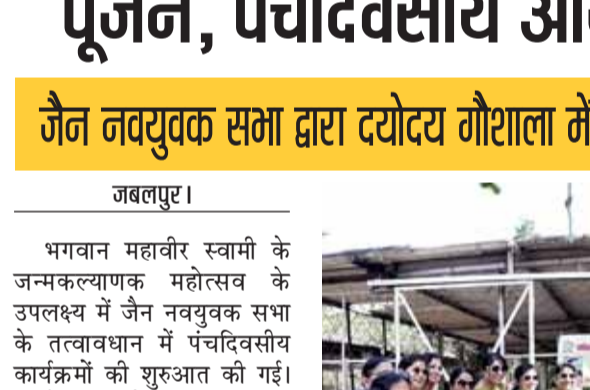 पूजन, पंचदिवसीय
जैन नवयुवक सभा द्वारा दयोदय गौशाला में
जबलपुर।
भगवान महावीर स्वामी के
जन्मकल्याणक महोत्सव के
उपलक्ष्य में जैन नवयुवक सभा
के तत्वावधान में पंचदिवसीय
कार्यक्रमों की शुरुआत की गई।